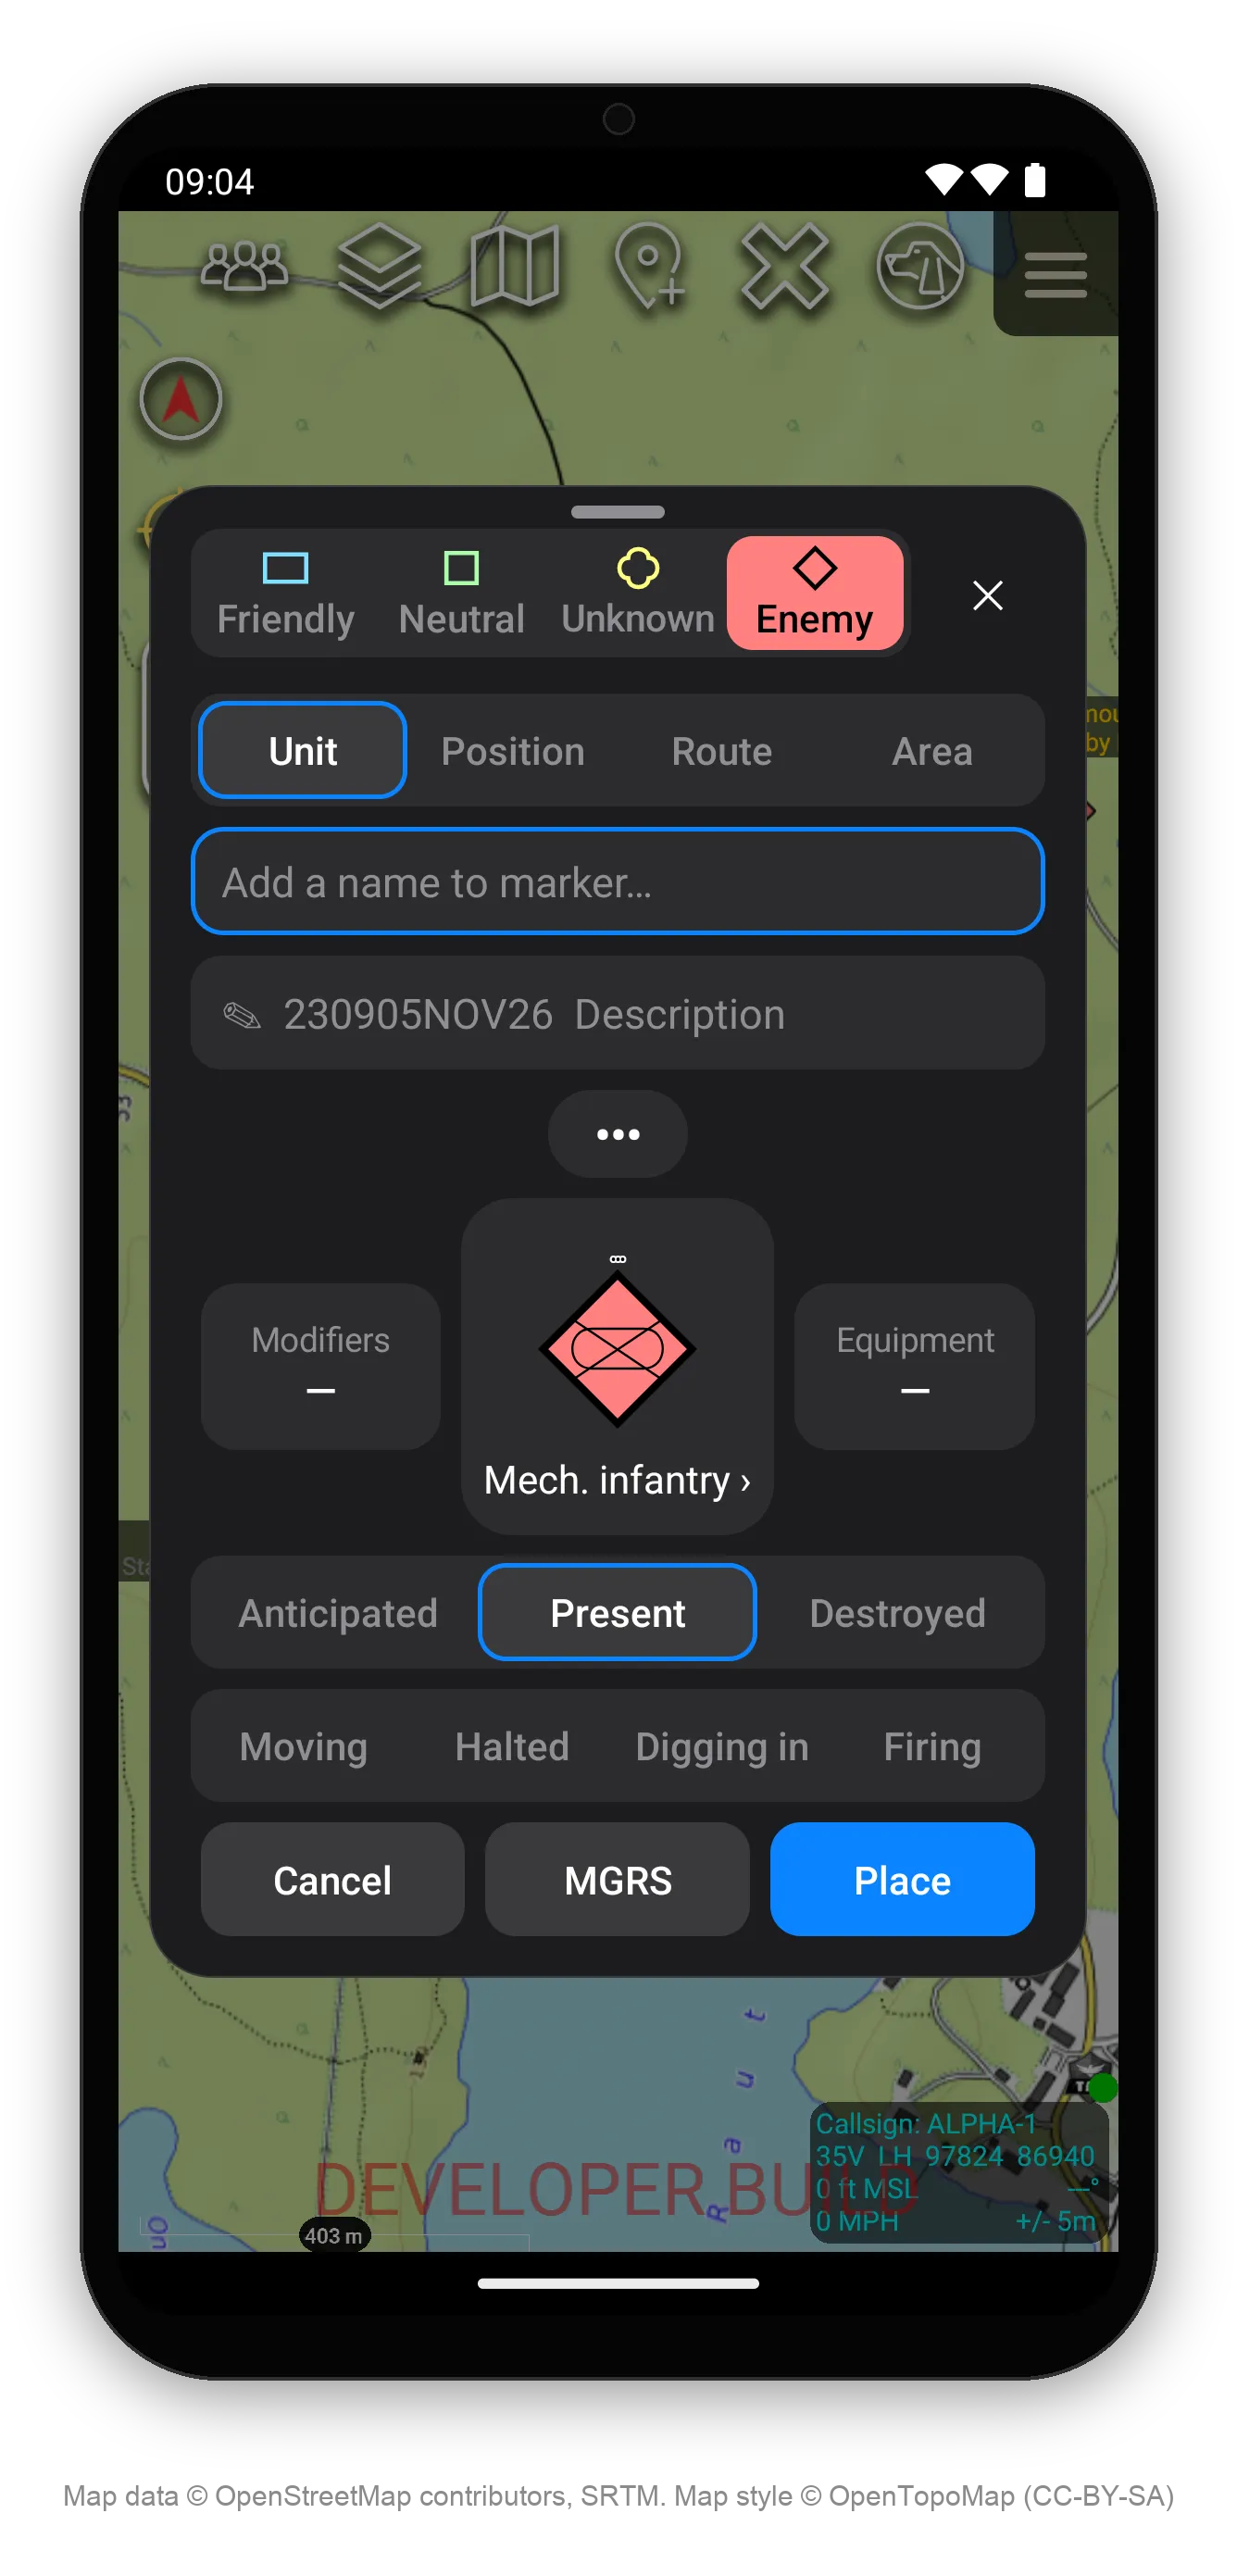 09:04
Friendly Neutral Unknown Enemy
Unit Position Route Area
Add a name to marker...
230905NOV26 Description
Modifiers
—
Equipment
—
Mech. infantry ›
Anticipated Present Destroyed
Moving Halted Digging in Firing
Cancel MGRS Place
by
Sta
53
R a u t
Callsign: ALPHA-1
35V LH 97824 86940
0 ft MSL —°
0 MPH +/- 5m
DEVELOPER BUILD
403 m
Map data © OpenStreetMap contributors, SRTM. Map style © OpenTopoMap (CC-BY-SA)